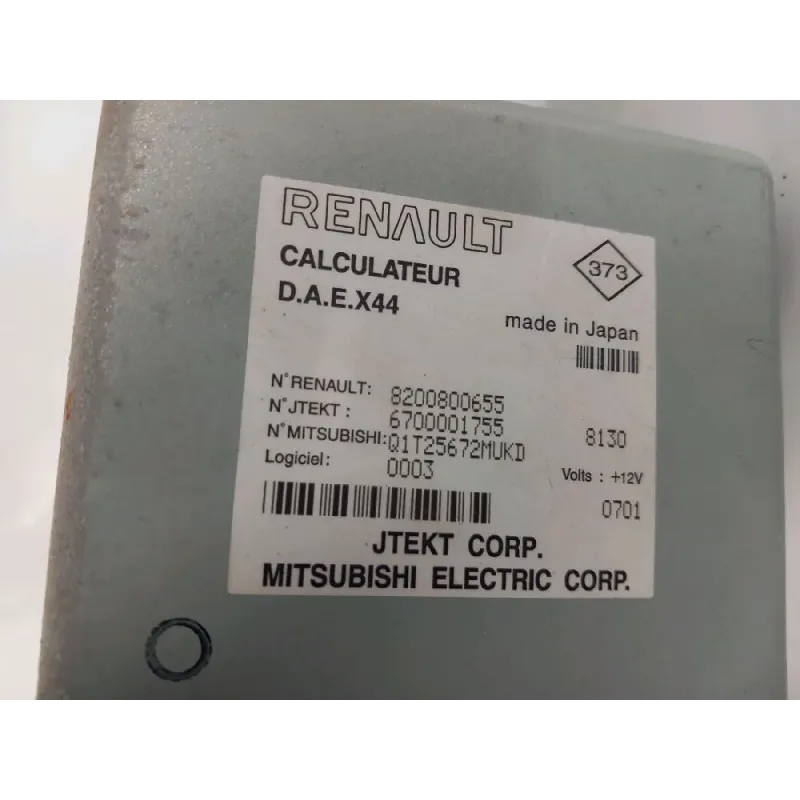 RENAULT
CALCULATEUR
D.A.E.X44
373
made in Japan
N°RENAULT: 8200800655
N°JTEKT : 6700001755
8130
N°MITSUBISHI: Q1T25672MUKD
Logiciel: 0003
Volts : +12V
0701
JTEKT CORP.
MITSUBISHI ELECTRIC CORP.